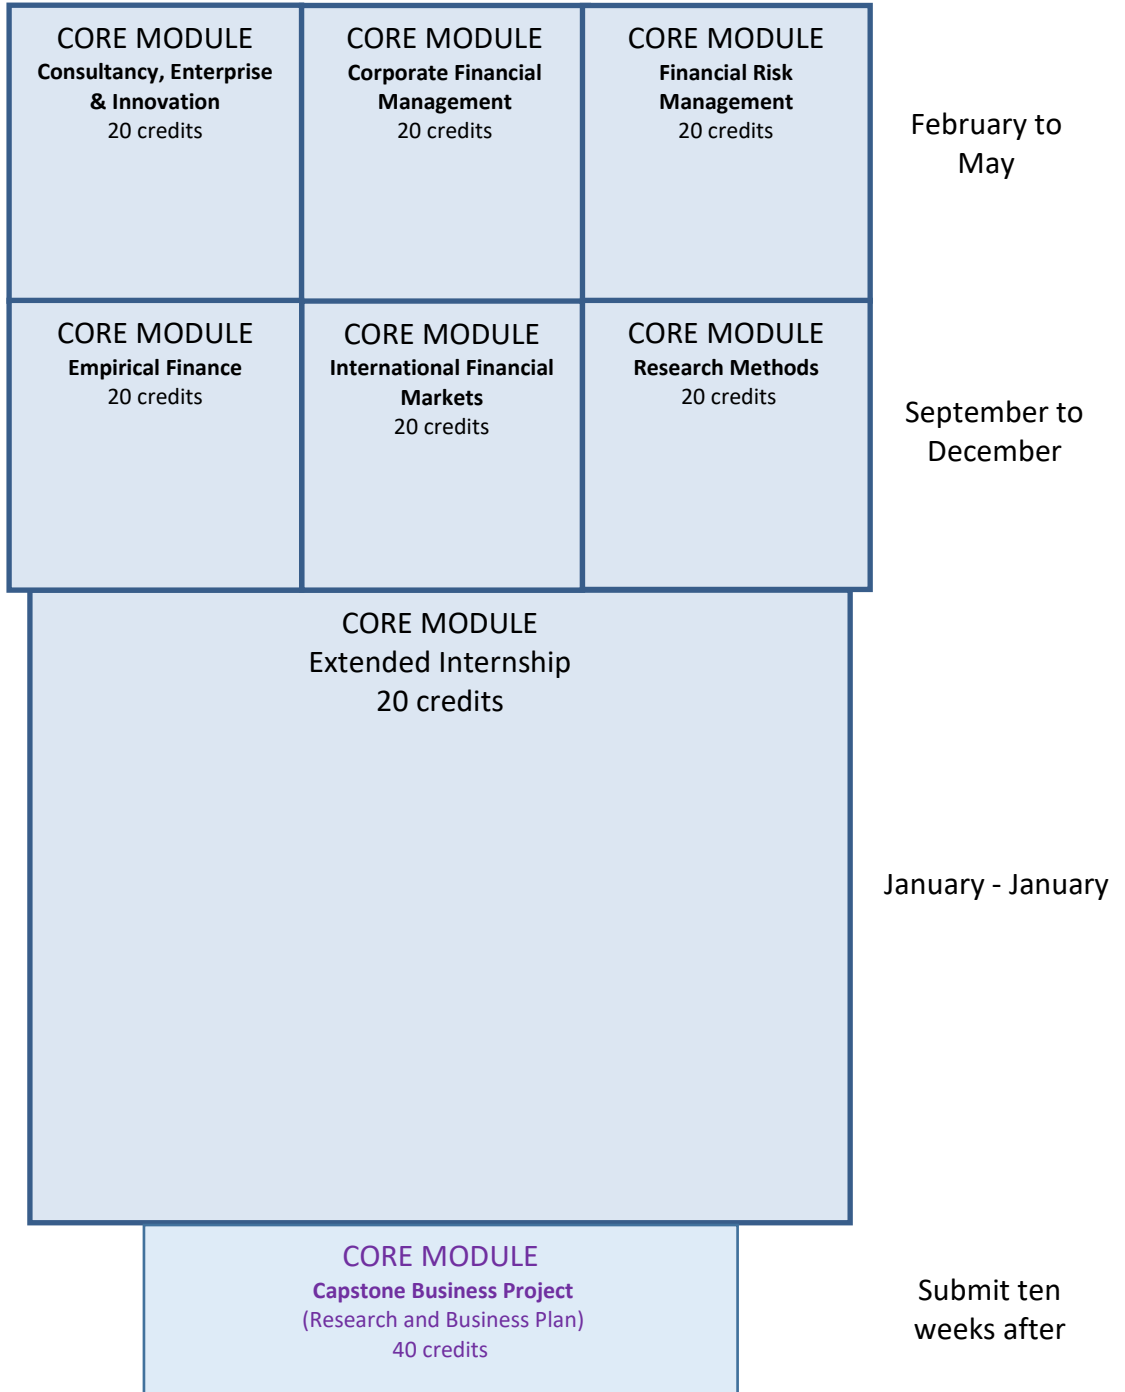 CORE MODULE
Consultancy, Enterprise
& Innovation
20 credits
CORE MODULE
Corporate Financial
Management
20 credits
CORE MODULE
Financial Risk
Management
20 credits
February to
May
CORE MODULE
Empirical Finance
20 credits
CORE MODULE
International Financial
Markets
20 credits
CORE MODULE
Research Methods
20 credits
September to
December
CORE MODULE
Extended Internship
20 credits
January - January
CORE MODULE
Capstone Business Project
(Research and Business Plan)
40 credits
Submit ten
weeks after